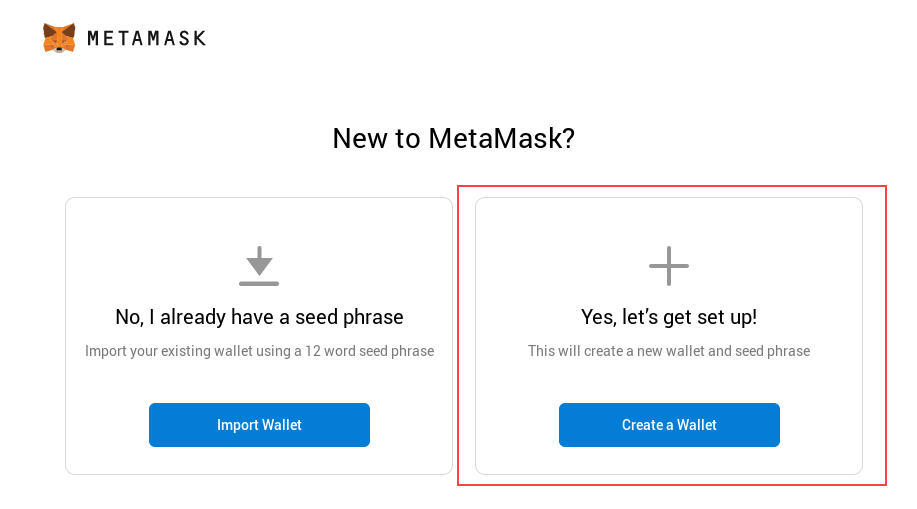 METAMASK
New to MetaMask?
No, I already have a seed phrase
Import your existing wallet using a 12 word seed phrase
Import Wallet
Yes, let’s get set up!
This will create a new wallet and seed phrase
Create a Wallet